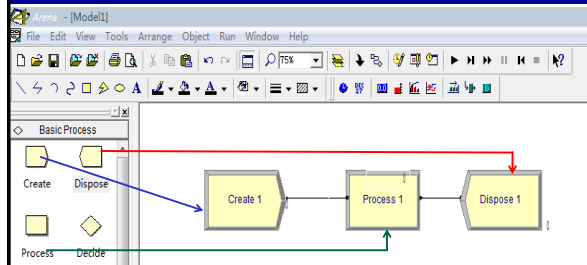 Arena - [Model1]
File Edit View Tools Arrange Object Run Window Help
75%
A A
Basic Process
Create Dispose
Process Decide
Create 1 Process 1 Dispose 1